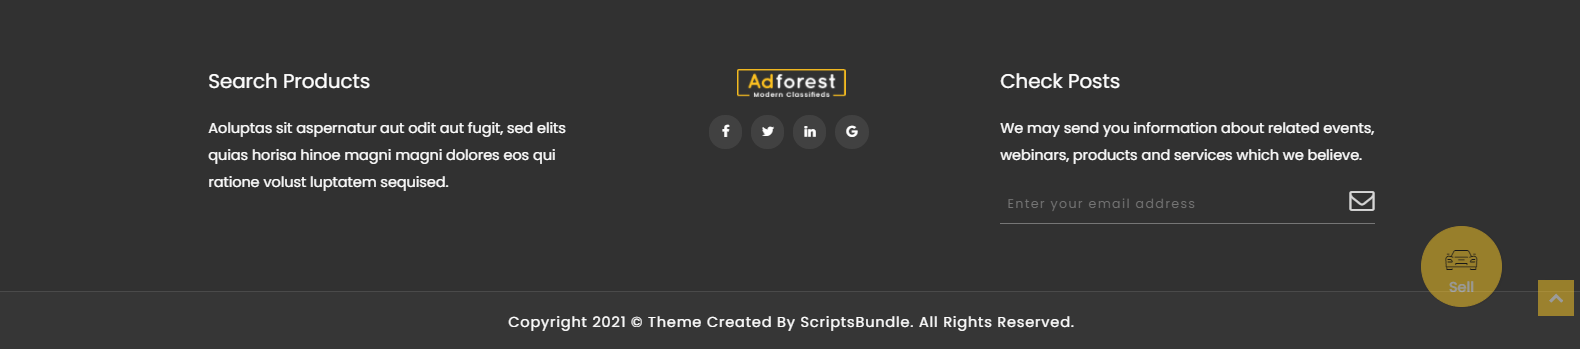 Search Products
Aoluptas sit aspernatur aut odit aut fugit, sed elits
quias horisa hinoe magni magni dolores eos qui
ratione volust luptatem sequised.
Adforest
Modern Classifieds
Check Posts
We may send you information about related events,
webinars, products and services which we believe.
Enter your email address
Sell
Copyright 2021 © Theme Created By ScriptsBundle. All Rights Reserved.